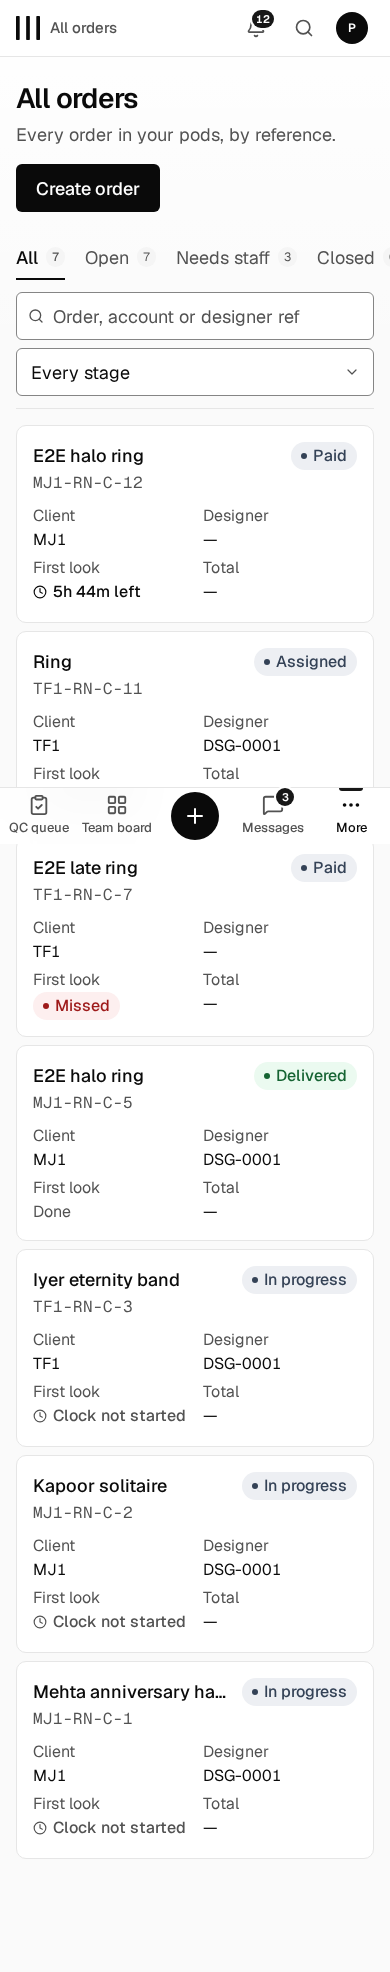 All orders
12
P
All orders
Every order in your pods, by reference.
Create order
All 7 Open 7 Needs staff 3 Closed
Order, account or designer ref
Every stage
E2E halo ring Paid
MJ1-RN-C-12
Client Designer
MJ1 —
First look Total
5h 44m left —
Ring Assigned
TF1-RN-C-11
Client Designer
TF1 DSG-0001
First look Total
3
QC queue Team board Messages More
E2E late ring Paid
TF1-RN-C-7
Client Designer
TF1 —
First look Total
Missed —
E2E halo ring Delivered
MJ1-RN-C-5
Client Designer
MJ1 DSG-0001
First look Total
Done —
Iyer eternity band In progress
TF1-RN-C-3
Client Designer
TF1 DSG-0001
First look Total
Clock not started —
Kapoor solitaire In progress
MJ1-RN-C-2
Client Designer
MJ1 DSG-0001
First look Total
Clock not started —
Mehta anniversary ha... In progress
MJ1-RN-C-1
Client Designer
MJ1 DSG-0001
First look Total
Clock not started —